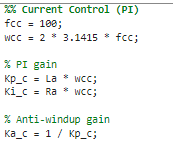 %% Current Control (PI)
fcc = 100;
wcc = 2 * 3.1415 * fcc;
% PI gain
Kp_c = La * wcc;
Ki_c = Ra * wcc;
% Anti-windup gain
Ka_c = 1 / Kp_c;